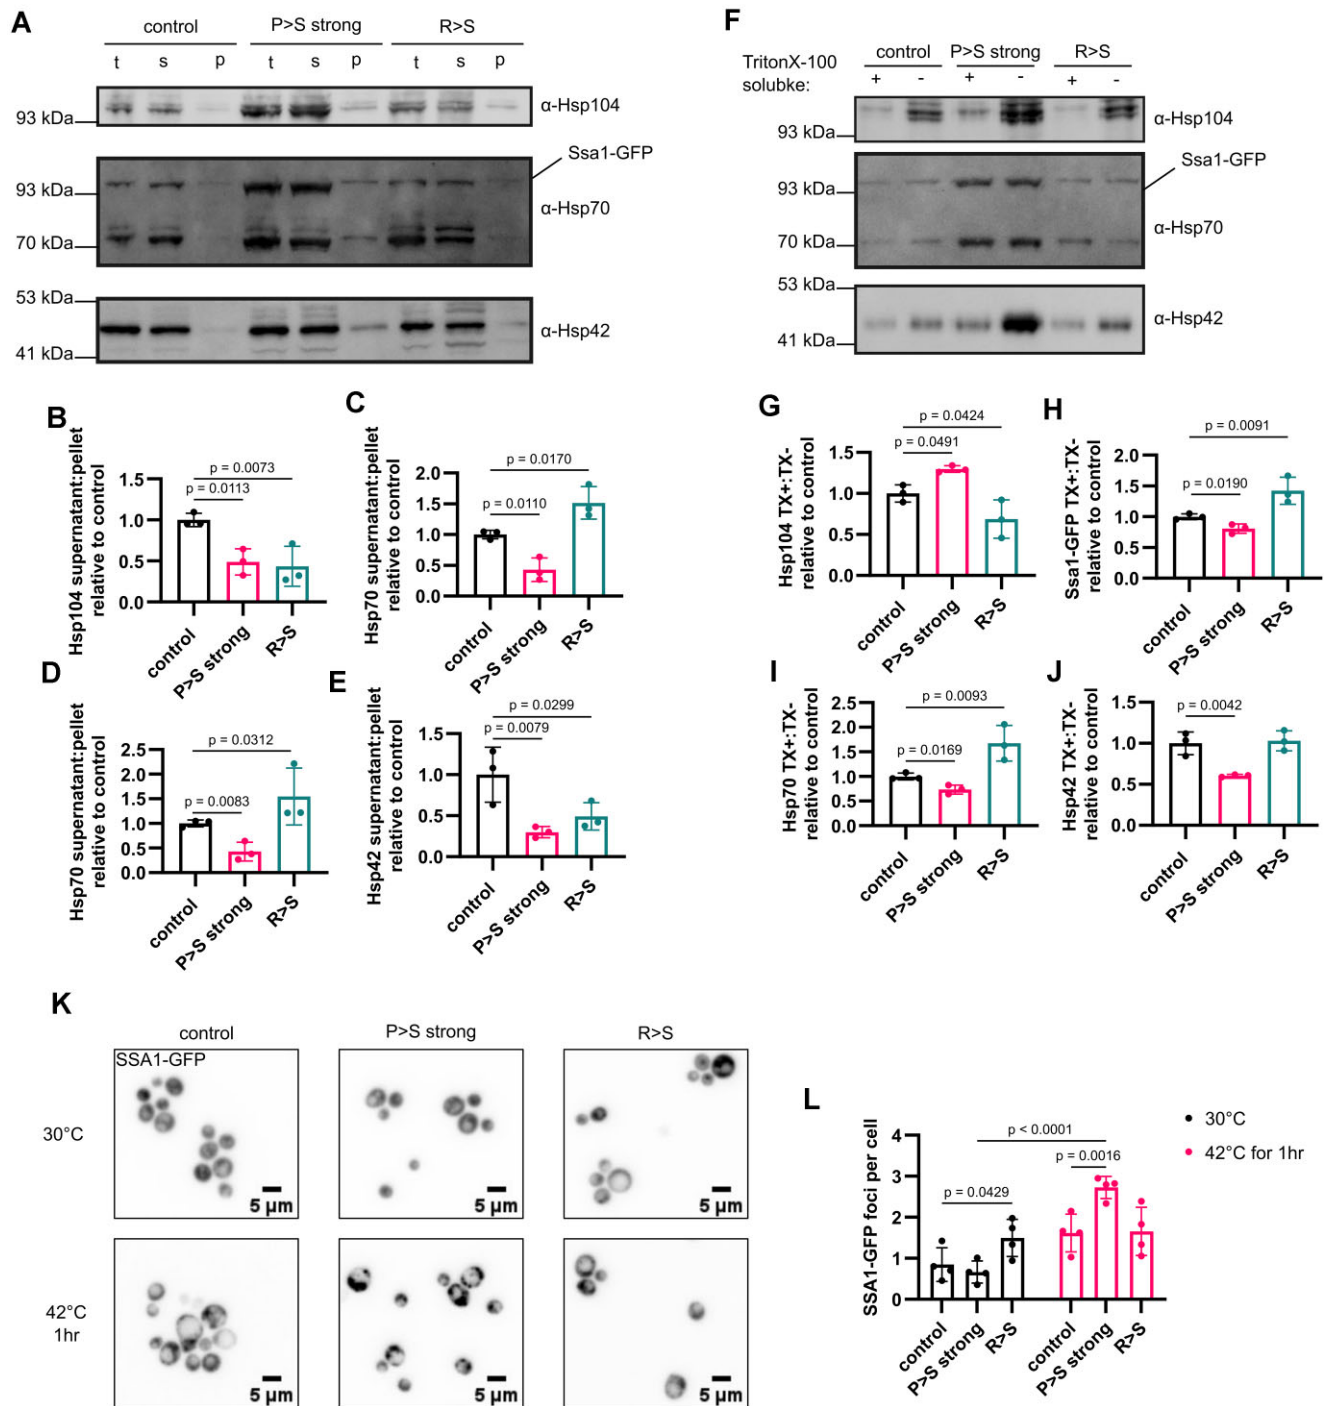 A
control
P>S strong
R>S
t
s
p
t
s
p
t
s
p
93 kDa
α-Hsp104
Ssa1-GFP
93 kDa
α-Hsp70
70 kDa
53 kDa
α-Hsp42
41 kDa
F
TritonX-100
solubke:
control
P>S strong
R>S
+
-
+
-
+
-
93 kDa
α-Hsp104
Ssa1-GFP
93 kDa
α-Hsp70
70 kDa
53 kDa
α-Hsp42
41 kDa
B
Hsp104 supernatant:pellet
relative to control
1.5
1.0
0.5
0.0
p = 0.0073
p = 0.0113
control
P>S strong
R>S
C
Hsp70 supernatant:pellet
relative to control
2.0
1.5
1.0
0.5
0.0
p = 0.0170
p = 0.0110
control
P>S strong
R>S
G
Hsp104 TX+:TX-
relative to control
1.5
1.0
0.5
0.0
p = 0.0424
p = 0.0491
control
P>S strong
R>S
H
Ssa1-GFP TX+:TX-
relative to control
2.0
1.5
1.0
0.5
0.0
p = 0.0091
p = 0.0190
control
P>S strong
R>S
D
Hsp70 supernatant:pellet
relative to control
2.5
2.0
1.5
1.0
0.5
0.0
p = 0.0312
p = 0.0083
control
P>S strong
R>S
E
Hsp42 supernatant:pellet
relative to control
1.5
1.0
0.5
0.0
p = 0.0299
p = 0.0079
control
P>S strong
R>S
I
Hsp70 TX+:TX-
relative to control
2.5
2.0
1.5
1.0
0.5
0.0
p = 0.0093
p = 0.0169
control
P>S strong
R>S
J
Hsp42 TX+:TX-
relative to control
1.5
1.0
0.5
0.0
p = 0.0042
control
P>S strong
R>S
K
control
P>S strong
R>S
SSA1-GFP
30°C
5 µm
5 µm
5 µm
42°C
1hr
5 µm
5 µm
5 µm
L
SSA1-GFP foci per cell
4
3
2
1
0
p < 0.0001
p = 0.0016
p = 0.0429
30°C
42°C for 1hr
control
P>S strong
R>S
control
P>S strong
R>S